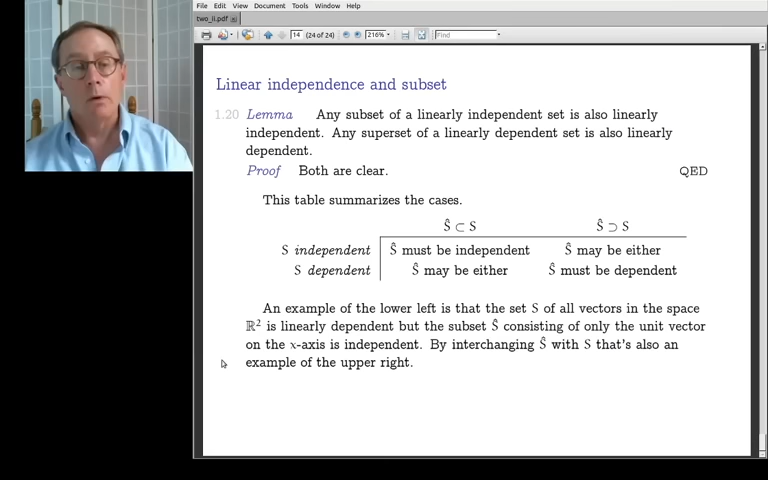 File Edit View Document Tools Window Help
two_ii.pdf
14 (24 of 24) 216% Find
Linear independence and subset
1.20 Lemma Any subset of a linearly independent set is also linearly
independent. Any superset of a linearly dependent set is also linearly
dependent.
Proof Both are clear. QED
This table summarizes the cases.
Ŝ ⊂ S Ŝ ⊃ S
S independent Ŝ must be independent Ŝ may be either
S dependent Ŝ may be either Ŝ must be dependent
An example of the lower left is that the set S of all vectors in the space
ℝ² is linearly dependent but the subset Ŝ consisting of only the unit vector
on the x-axis is independent. By interchanging Ŝ with S that's also an
example of the upper right.